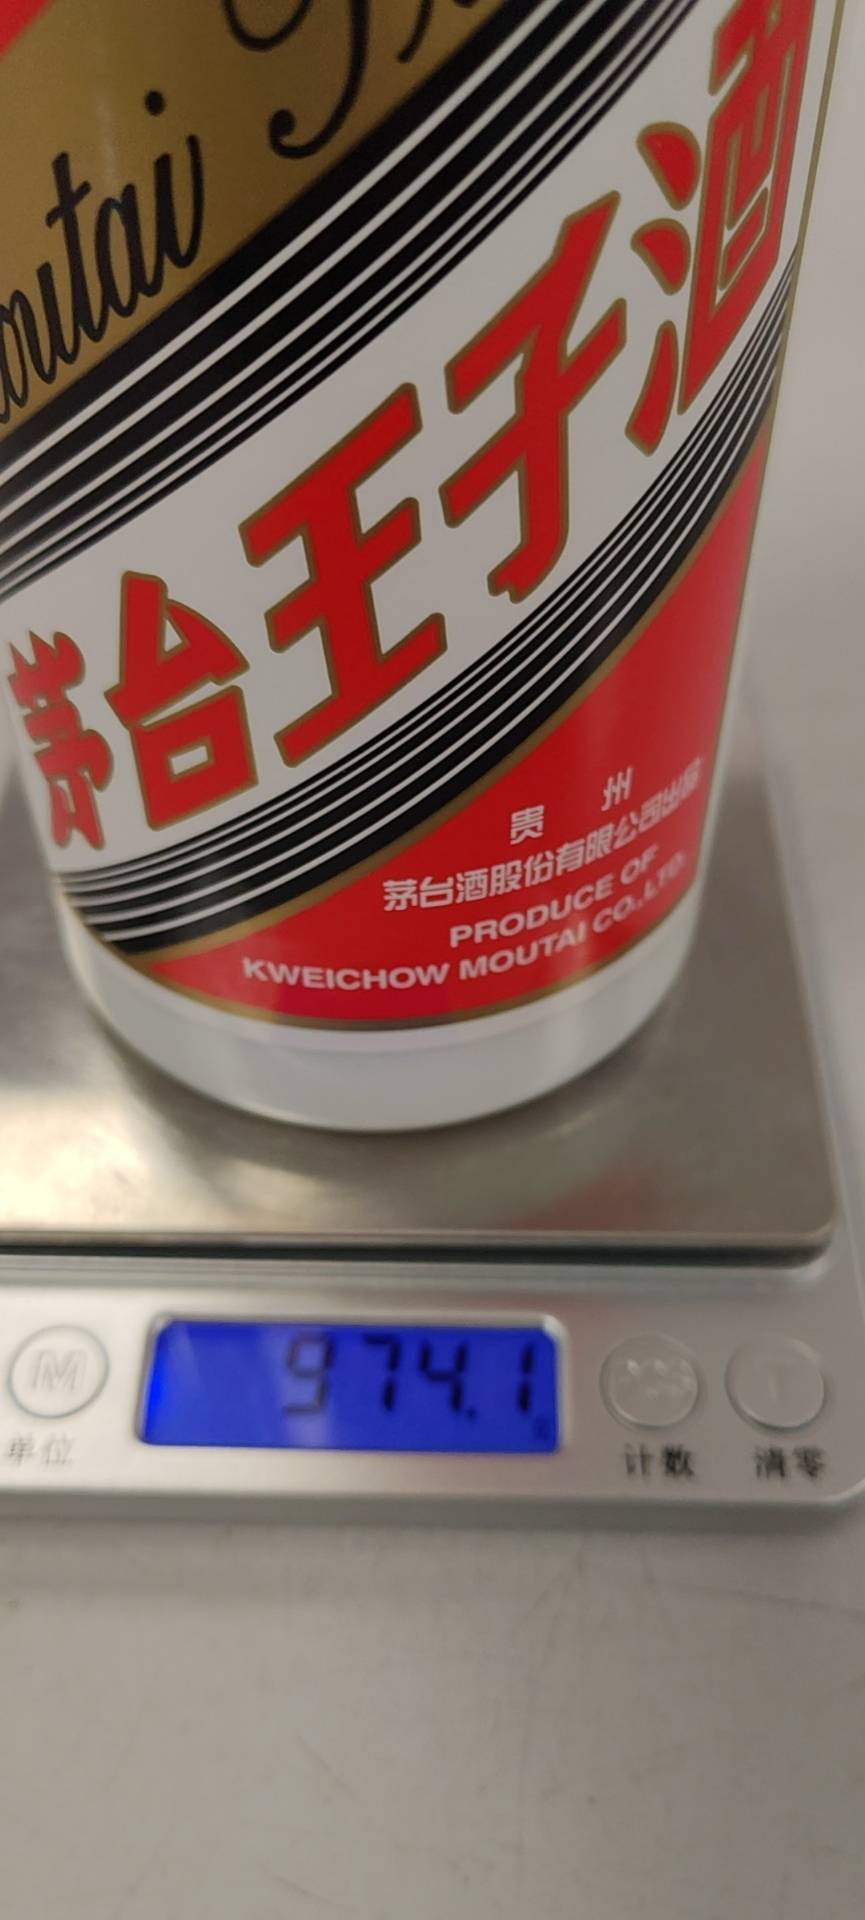 Moutai
茅台王子酒
贵 州
茅台酒股份有限公司出品
PRODUCE OF
KWEICHOW MOUTAI CO.,LTD.
974.1
M
单位
计数
清零